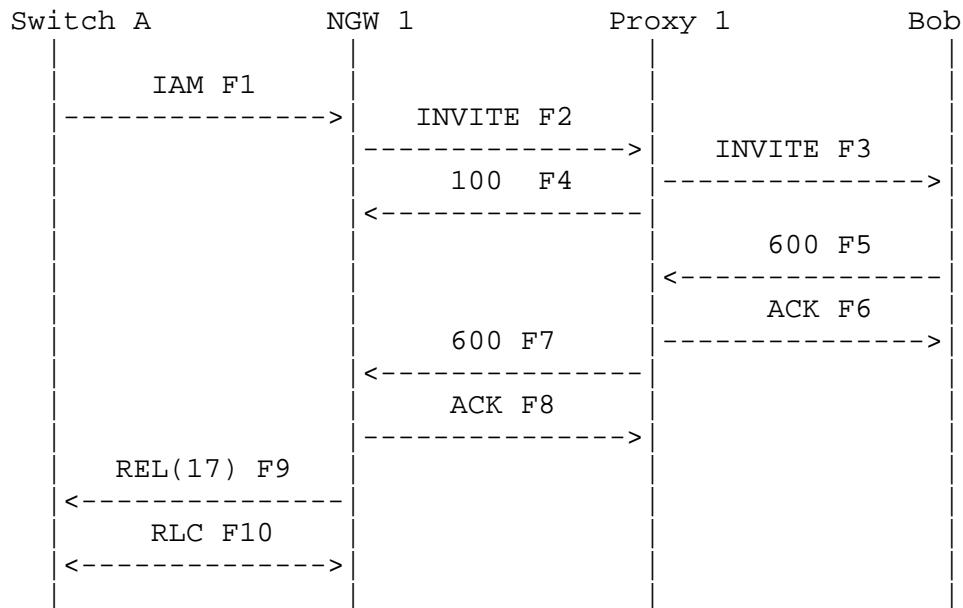 Switch A NGW 1 Proxy 1 Bob
IAM F1
INVITE F2
INVITE F3
100 F4
600 F5
ACK F6
600 F7
ACK F8
REL(17) F9
RLC F10